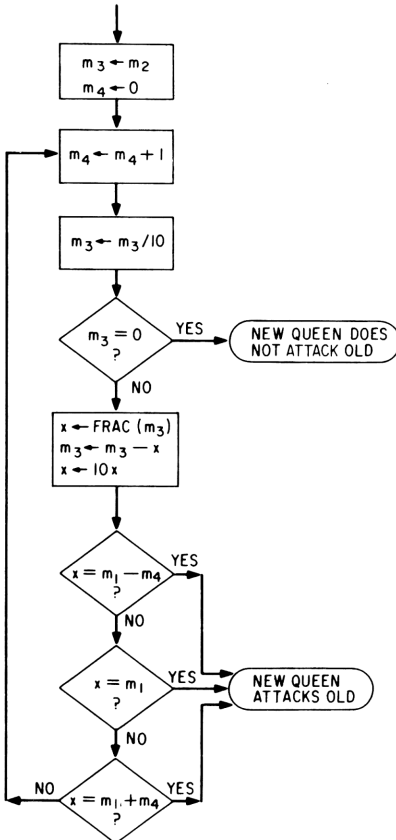 m₃ ← m₂
m₄ ← 0
m₄ ← m₄ + 1
m₃ ← m₃/10
m₃ = 0
?
YES
NEW QUEEN DOES
NOT ATTACK OLD
NO
x ← FRAC (m₃)
m₃ ← m₃ – x
x ← 10x
x = m₁ – m₄
?
YES
NO
x = m₁
?
YES
NEW QUEEN
ATTACKS OLD
NO
NO
x = m₁ + m₄
?
YES